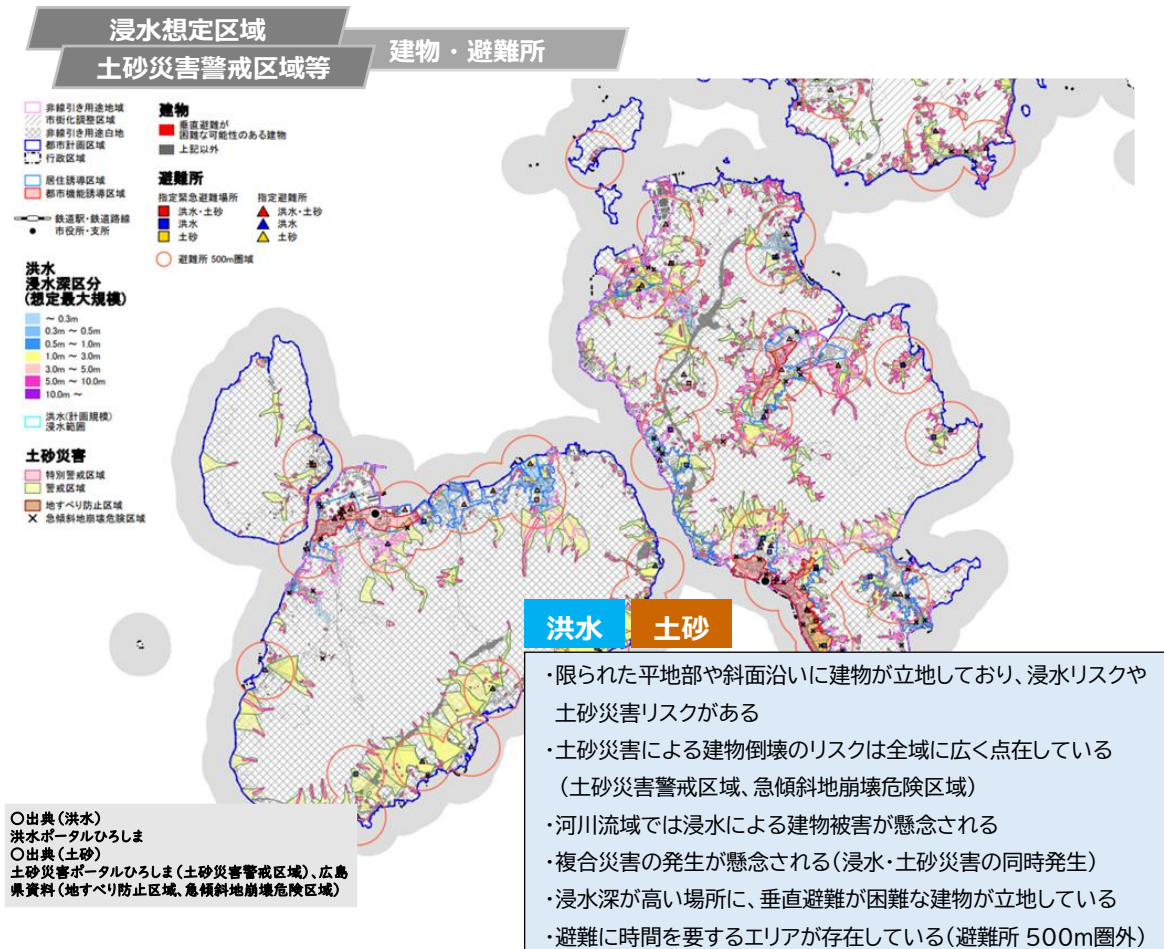 浸水想定区域
土砂災害警戒区域等
建物・避難所
非線引き用途地域
市街化調整区域
非線引き用途白地
都市計画区域
行政区域
居住誘導区域
都市機能誘導区域
鉄道駅・鉄道路線
市役所・支所
洪水
浸水深区分
(想定最大規模)
～ 0.3m
0.3m ～ 0.5m
0.5m ～ 1.0m
1.0m ～ 3.0m
3.0m ～ 5.0m
5.0m ～ 10.0m
10.0m ～
洪水(計画規模)
浸水範囲
土砂災害
特別警戒区域
警戒区域
地すべり防止区域
急傾斜地崩壊危険区域
建物
垂直避難が
困難な可能性のある建物
上記以外
避難所
指定緊急避難場所 指定避難所
洪水・土砂 洪水・土砂
洪水 洪水
土砂 土砂
避難所 500m圏域
洪水 土砂
・限られた平地部や斜面沿いに建物が立地しており、浸水リスクや
土砂災害リスクがある
・土砂災害による建物倒壊のリスクは全域に広く点在している
（土砂災害警戒区域、急傾斜地崩壊危険区域）
・河川流域では浸水による建物被害が懸念される
・複合災害の発生が懸念される（浸水・土砂災害の同時発生）
・浸水深が高い場所に、垂直避難が困難な建物が立地している
・避難に時間を要するエリアが存在している（避難所 500m圏外）
○出典(洪水)
洪水ポータルひろしま
○出典(土砂)
土砂災害ポータルひろしま(土砂災害警戒区域)、広島
県資料(地すべり防止区域、急傾斜地崩壊危険区域)